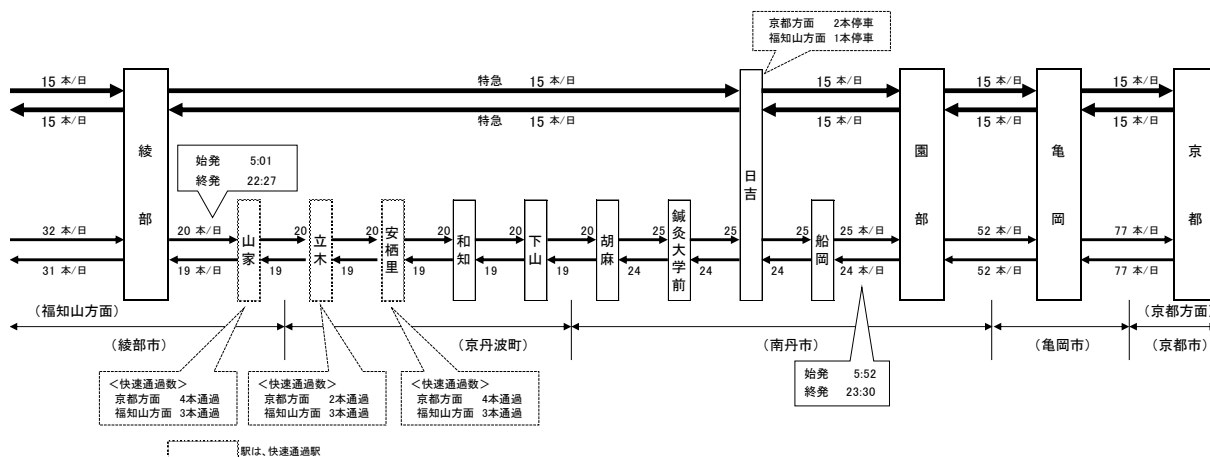 京都方面 2本停車
福知山方面 1本停車
15 本/日
特急 15 本/日
15 本/日
15 本/日
15 本/日
15 本/日
特急 15 本/日
15 本/日
15 本/日
15 本/日
綾部
日吉
園部
亀岡
京都
始発 5:01
終発 22:27
山家
立木
安栖里
和知
下山
胡麻
鍼灸大学前
船岡
32 本/日
20 本/日
20
20
20
20
20
25
25
25
25 本/日
52 本/日
77 本/日
31 本/日
19 本/日
19
19
19
19
19
24
24
24
24 本/日
52 本/日
77 本/日
(福知山方面)
(京都方面)
(綾部市)
(京丹波町)
(南丹市)
(亀岡市)
(京都市)
<快速通過数>
京都方面 4本通過
福知山方面 3本通過
<快速通過数>
京都方面 2本通過
福知山方面 3本通過
<快速通過数>
京都方面 4本通過
福知山方面 3本通過
始発 5:52
終発 23:30
駅は、快速通過駅